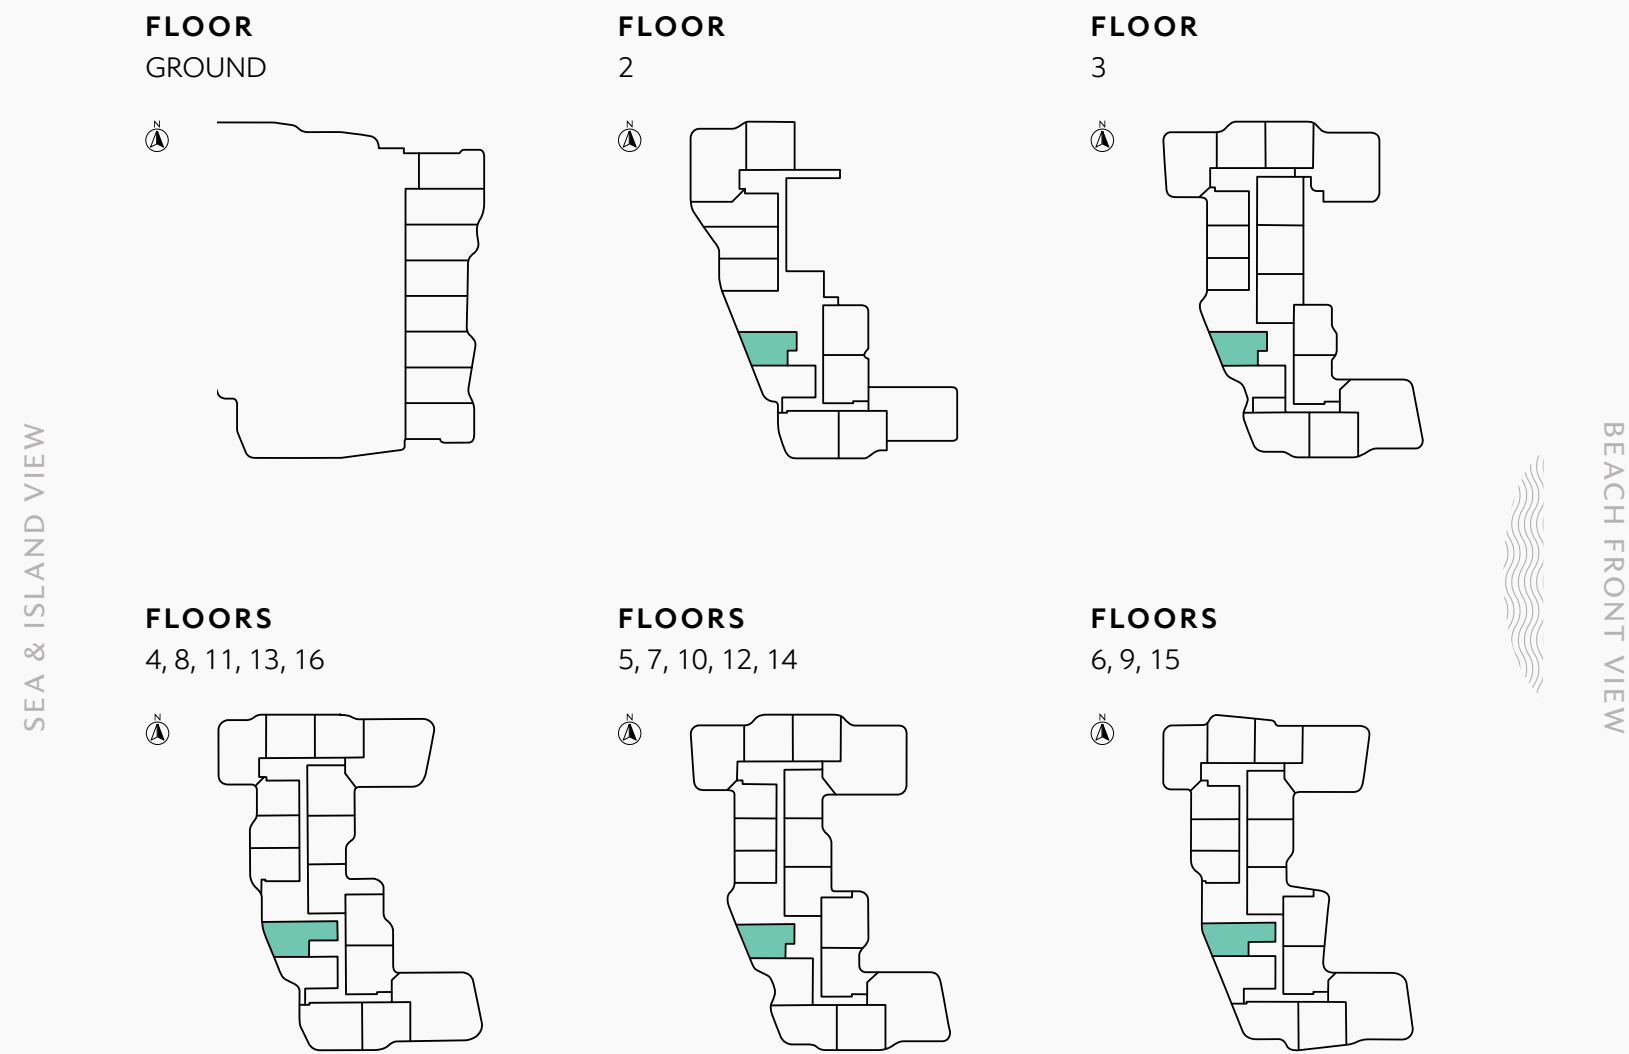 FLOOR
GROUND
FLOOR
2
FLOOR
3
N
N
N
SEA & ISLAND VIEW
BEACH FRONT VIEW
FLOORS
4, 8, 11, 13, 16
FLOORS
5, 7, 10, 12, 14
FLOORS
6, 9, 15
N
N
N